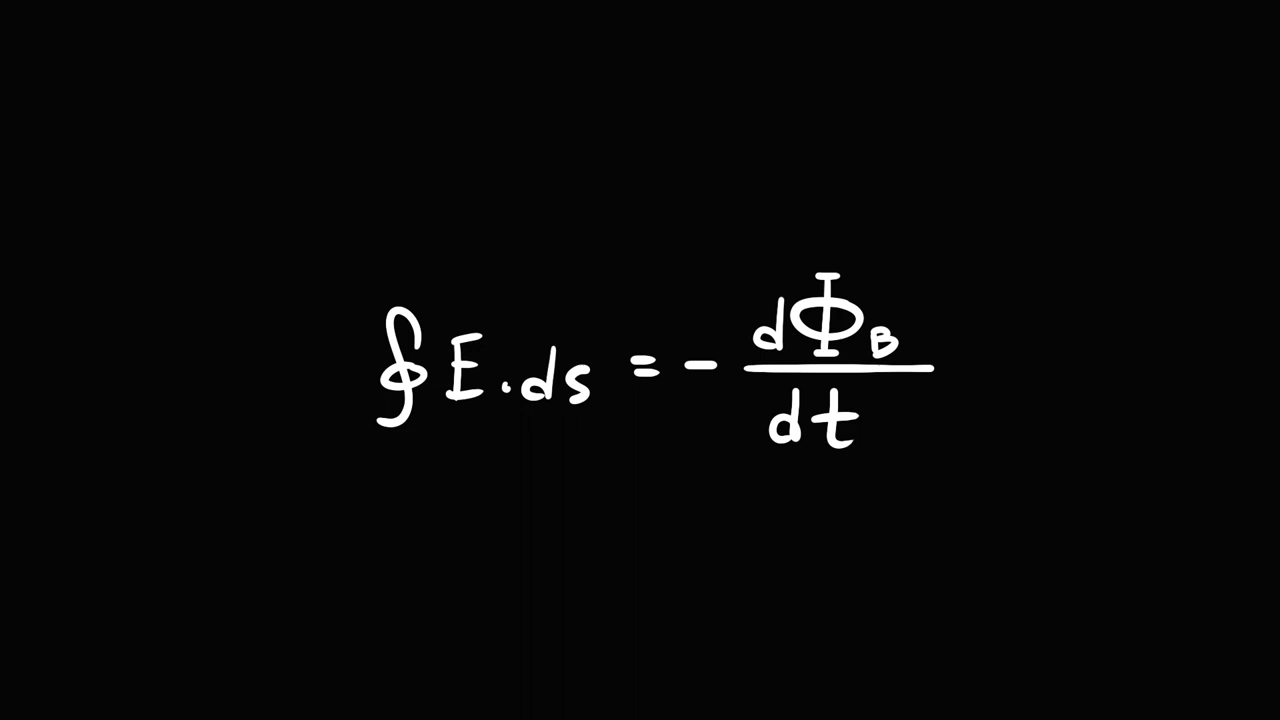 ∮ E . ds = - dΦ_B / dt